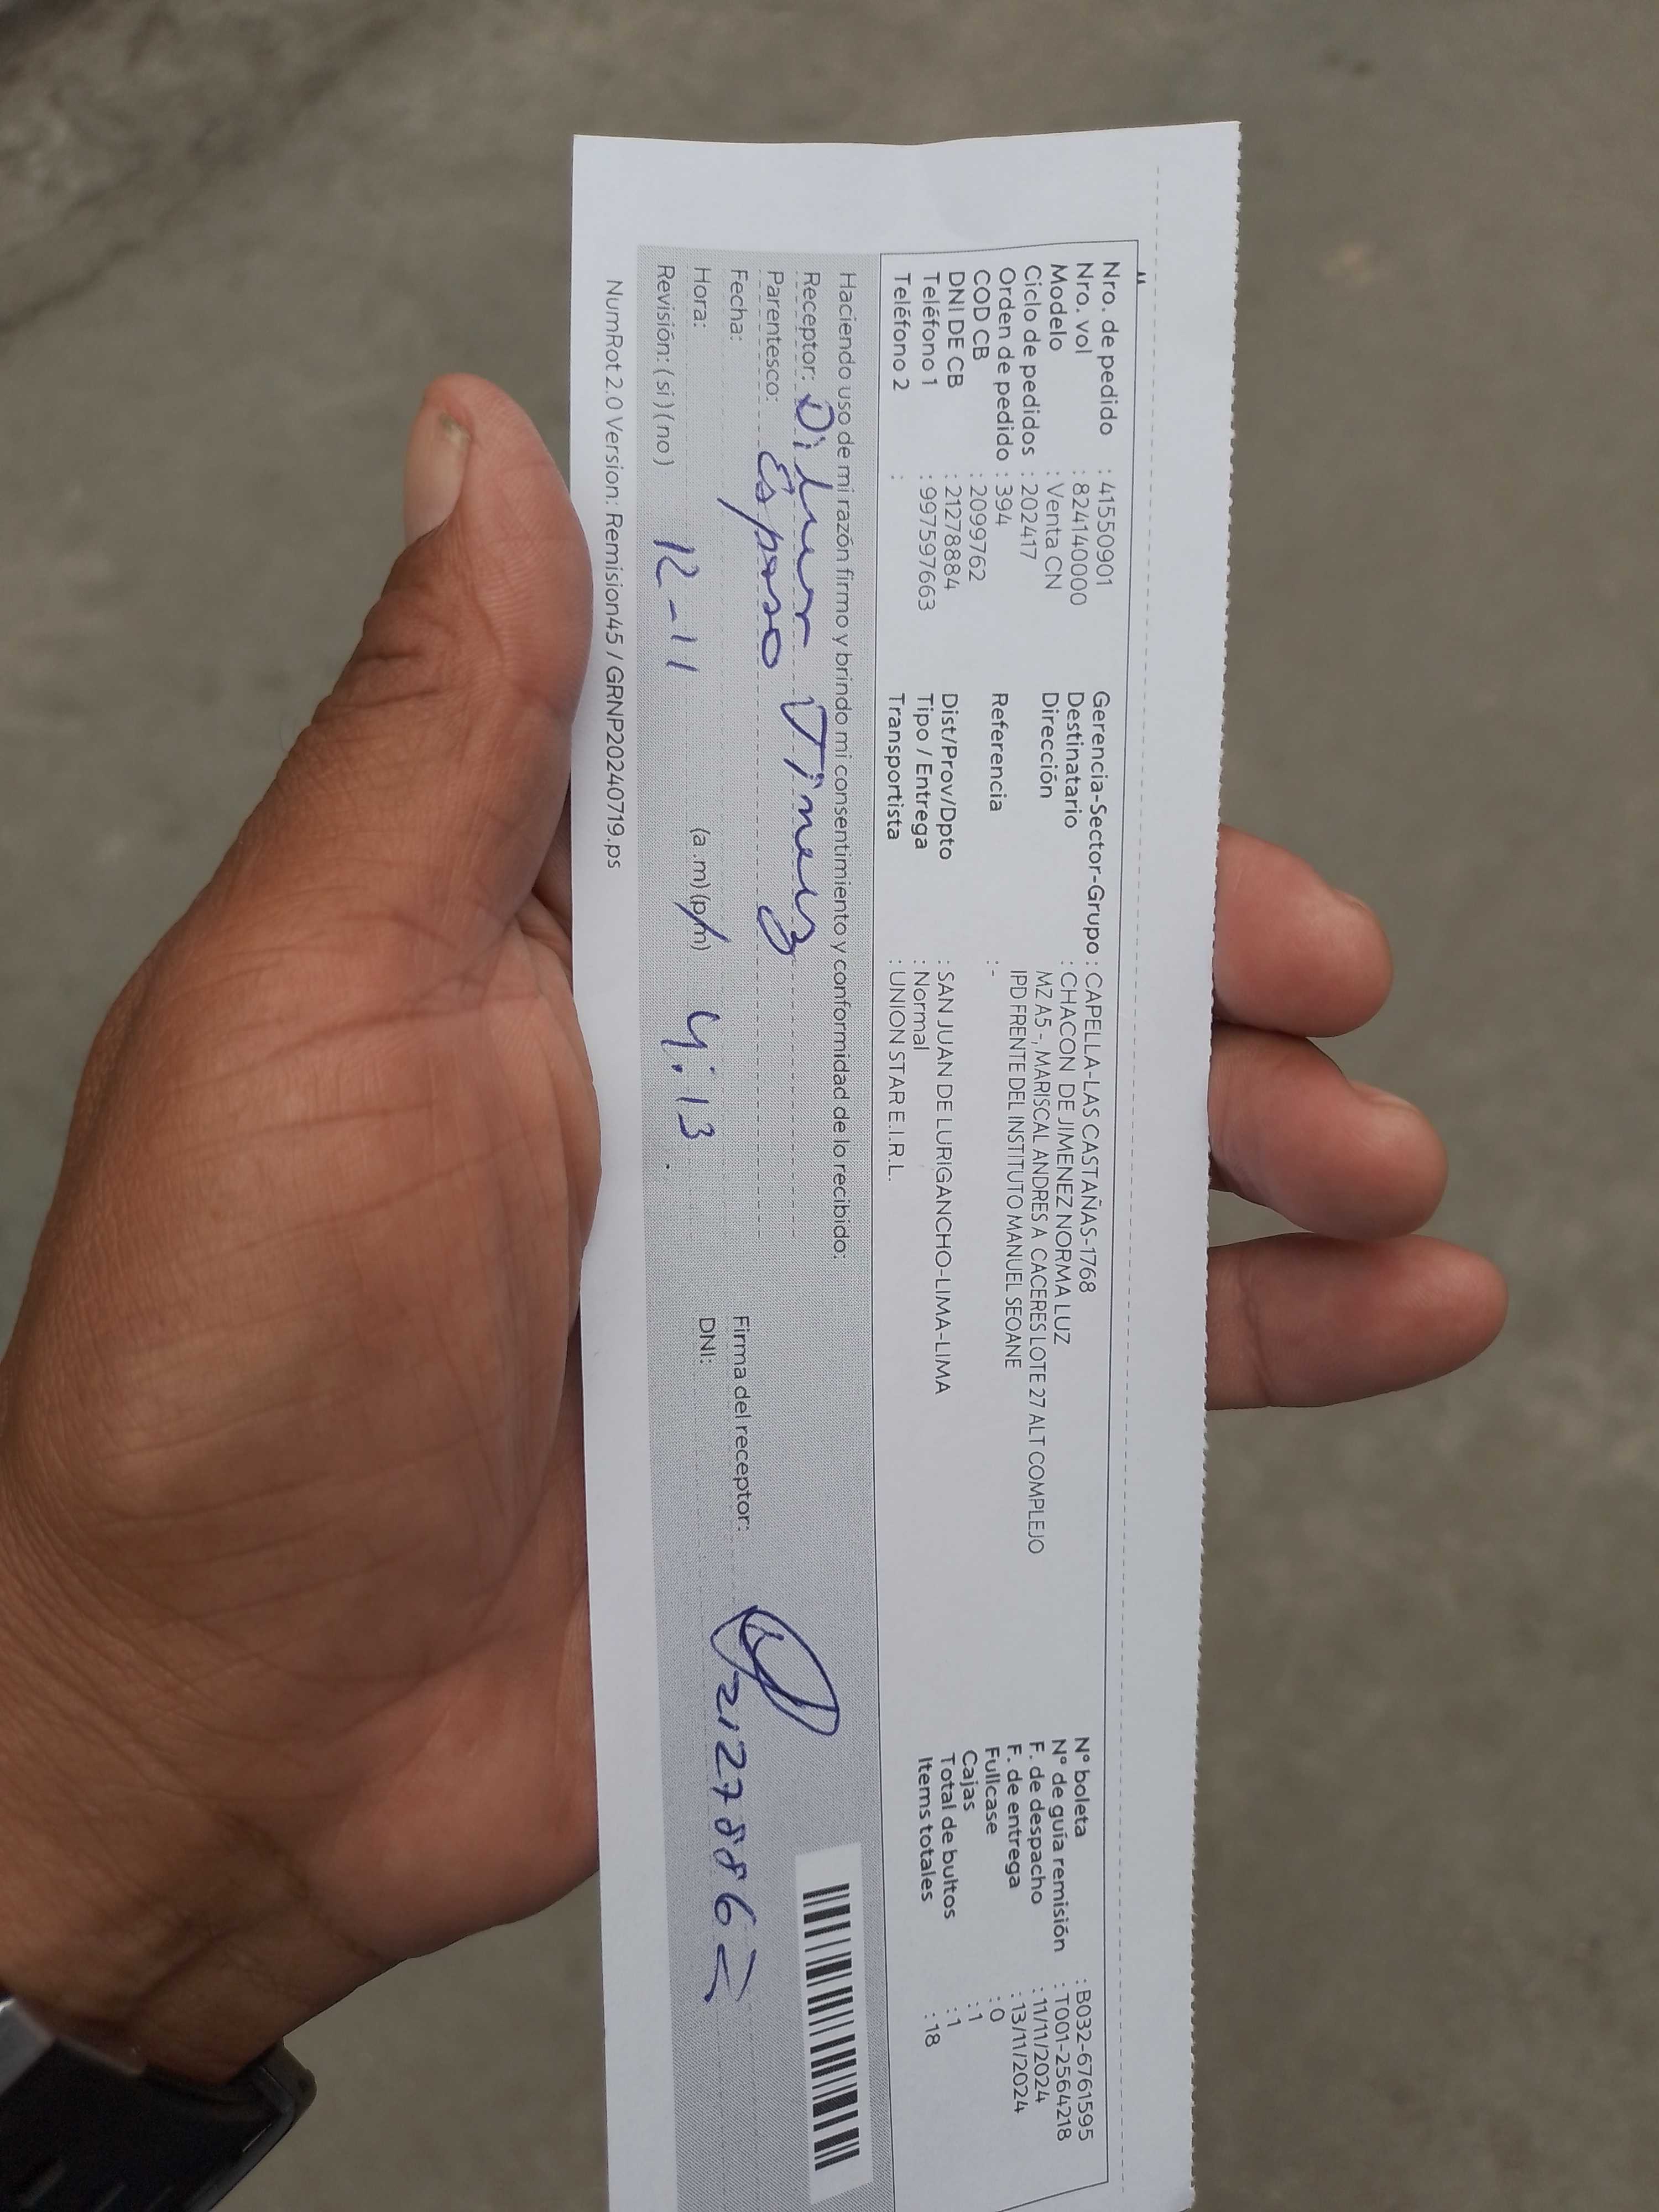 Nro. de pedido : 41550901
Nro. vol : 824140000
Modelo : Venta CN
Ciclo de pedidos : 202417
Orden de pedido : 394
COD CB : 2099762
DNI DE CB : 21278884
Teléfono 1 : 997597663
Teléfono 2 :
Gerencia-Sector-Grupo : CAPELLA-LAS CASTAÑAS-1768
Destinatario : CHACON DE JIMENEZ NORMA LUZ
Dirección MZ A5 -, MARISCAL ANDRES A CACERES LOTE 27 ALT COMPLEJO
IPD FRENTE DEL INSTITUTO MANUEL SEOANE
Referencia : -
Dist/Prov/Dpto : SAN JUAN DE LURIGANCHO-LIMA-LIMA
Tipo / Entrega : Normal
Transportista : UNION STAR E.I.R.L.
N° boleta : B032-6761595
N° de guía remisión : T001-2564218
F. de despacho : 11/11/2024
F. de entrega : 13/11/2024
Fullcase : 0
Cajas : 1
Total de bultos : 1
Items totales : 18
Haciendo uso de mi razón firmo y brindo mi consentimiento y conformidad de lo recibido:
Receptor:
Parentesco: Esposo
Fecha: 12-11
Hora: (a.m)(p.m) 4:13
Revisión: (si)(no)
Firma del receptor:
DNI: 21278862
NumRot 2.0 Version: Remision45 / GRNP20240719.ps